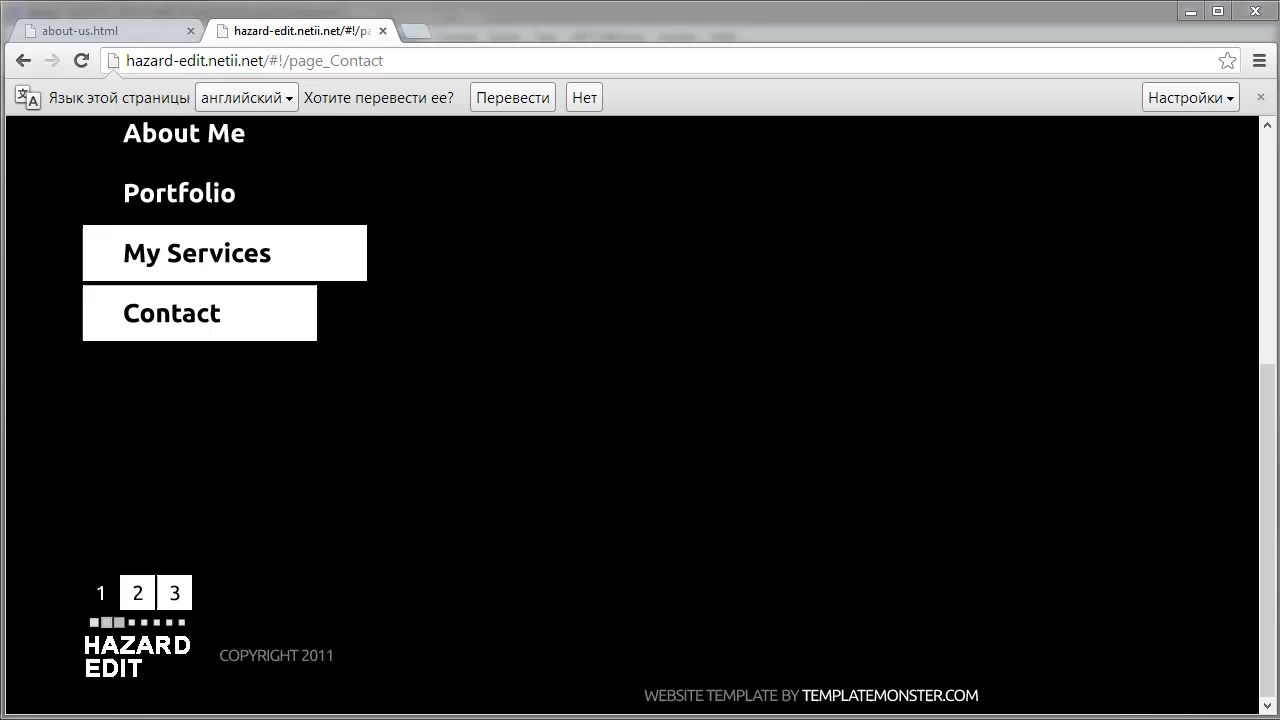 about-us.html
hazard-edit.netii.net/#!/pa
hazard-edit.netii.net/#!/page_Contact
Язык этой страницы английский Хотите перевести ее? Перевести Нет Настройки
About Me
Portfolio
My Services
Contact
1 2 3
HAZARD
EDIT
COPYRIGHT 2011
WEBSITE TEMPLATE BY TEMPLATEMONSTER.COM